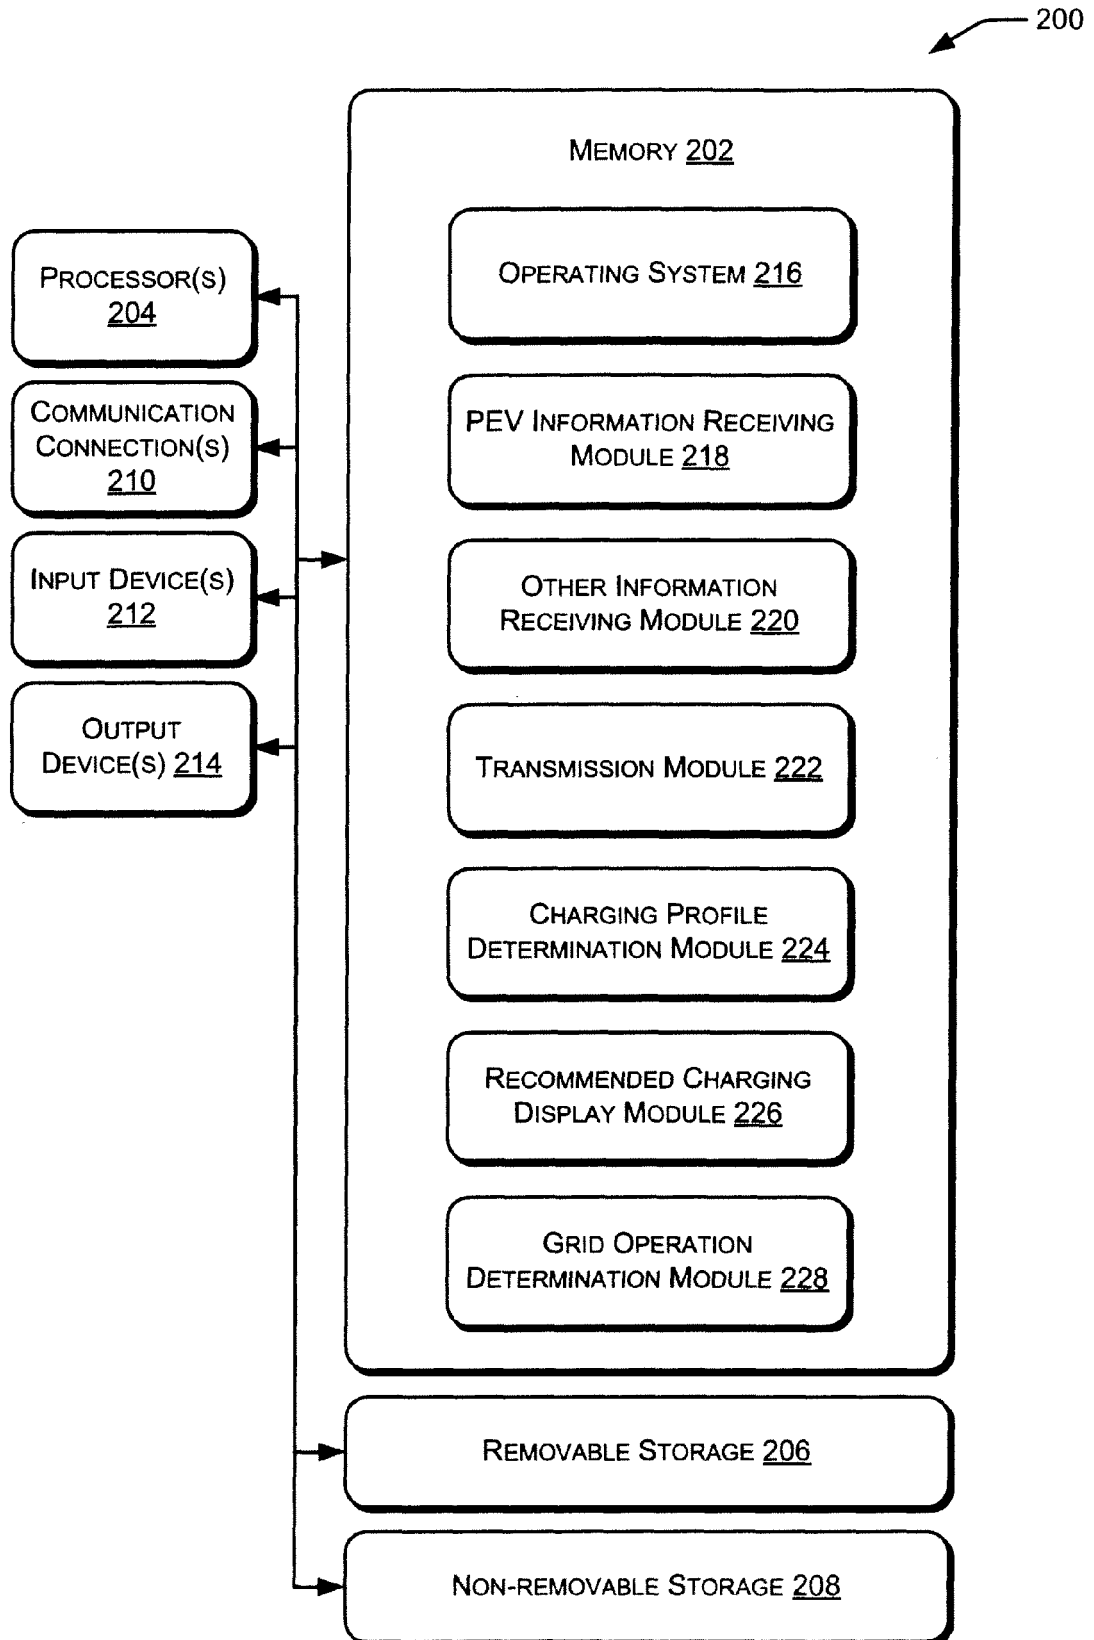 200
MEMORY 202
OPERATING SYSTEM 216
PEV INFORMATION RECEIVING
MODULE 218
OTHER INFORMATION
RECEIVING MODULE 220
TRANSMISSION MODULE 222
CHARGING PROFILE
DETERMINATION MODULE 224
RECOMMENDED CHARGING
DISPLAY MODULE 226
GRID OPERATION
DETERMINATION MODULE 228
PROCESSOR(S)
204
COMMUNICATION
CONNECTION(S)
210
INPUT DEVICE(S)
212
OUTPUT
DEVICE(S) 214
REMOVABLE STORAGE 206
NON-REMOVABLE STORAGE 208